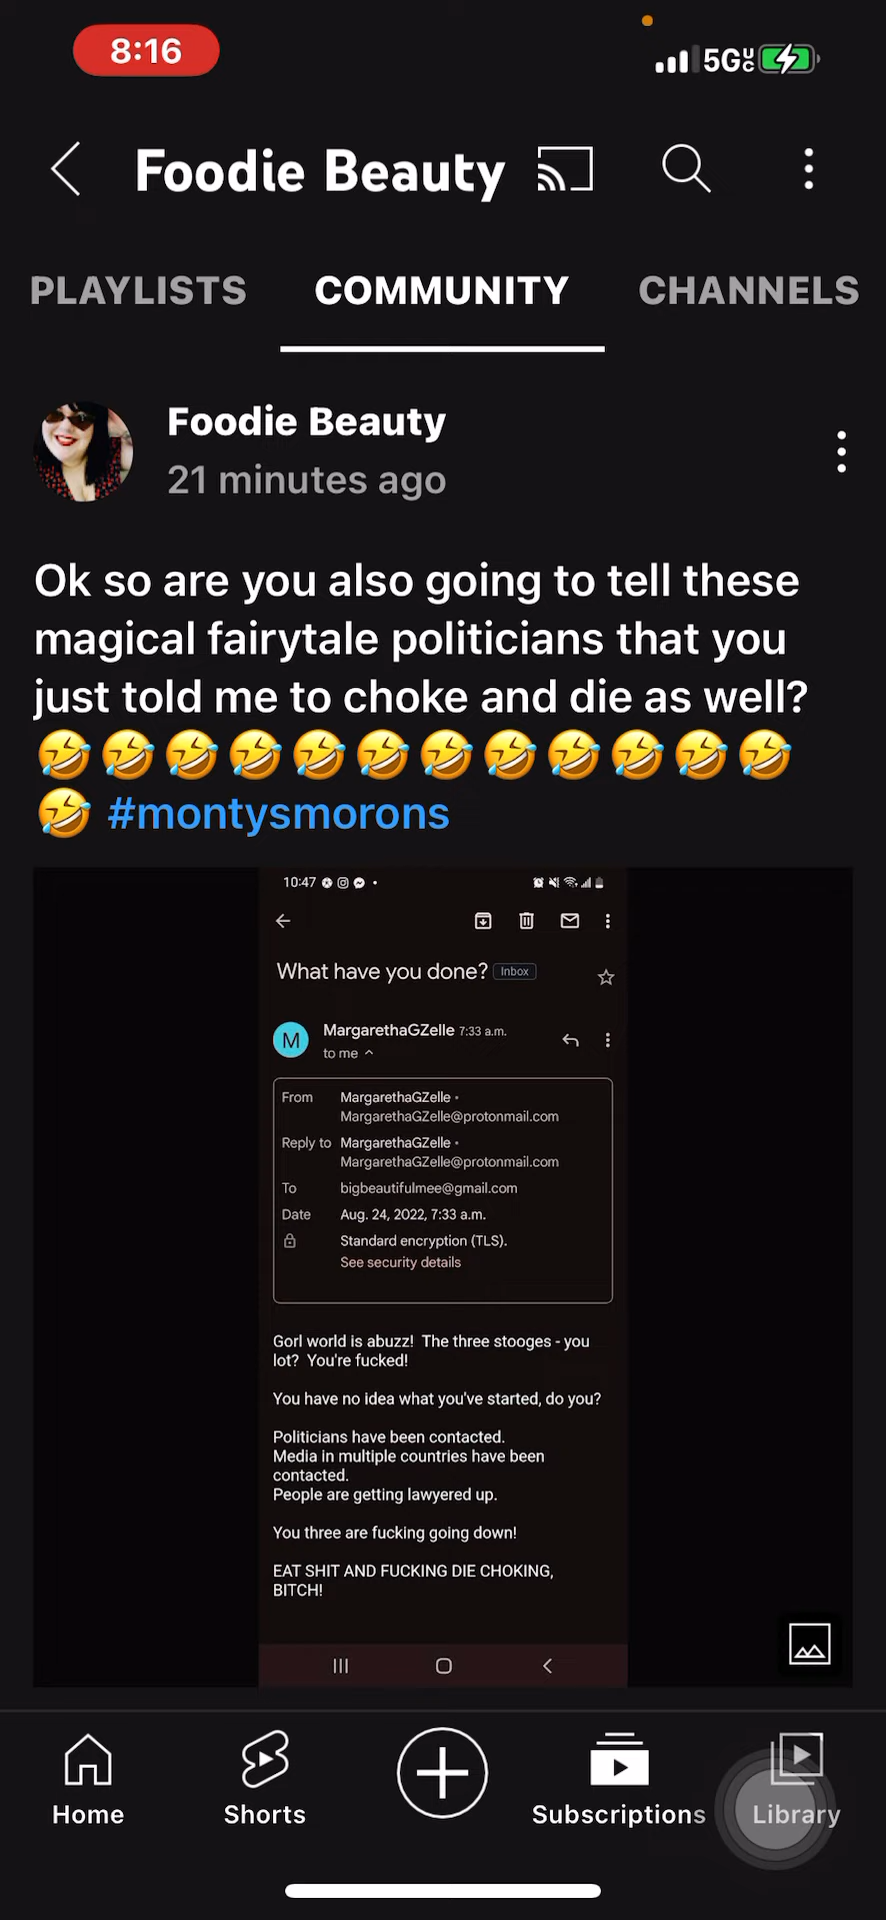 8:16
5G UC
Foodie Beauty
PLAYLISTS COMMUNITY CHANNELS
Foodie Beauty
21 minutes ago
Ok so are you also going to tell these
magical fairytale politicians that you
just told me to choke and die as well?
🤣🤣🤣🤣🤣🤣🤣🤣🤣🤣🤣🤣
🤣 #montysmorons
10:47
What have you done? Inbox
M
MargarethaGZelle 7:33 a.m.
to me
From MargarethaGZelle •
MargarethaGZelle@protonmail.com
Reply to MargarethaGZelle •
MargarethaGZelle@protonmail.com
To bigbeautifulmee@gmail.com
Date Aug. 24, 2022, 7:33 a.m.
Standard encryption (TLS).
See security details
Gorl world is abuzz! The three stooges - you
lot? You're fucked!
You have no idea what you've started, do you?
Politicians have been contacted.
Media in multiple countries have been
contacted.
People are getting lawyered up.
You three are fucking going down!
EAT SHIT AND FUCKING DIE CHOKING,
BITCH!
Home Shorts Subscriptions Library